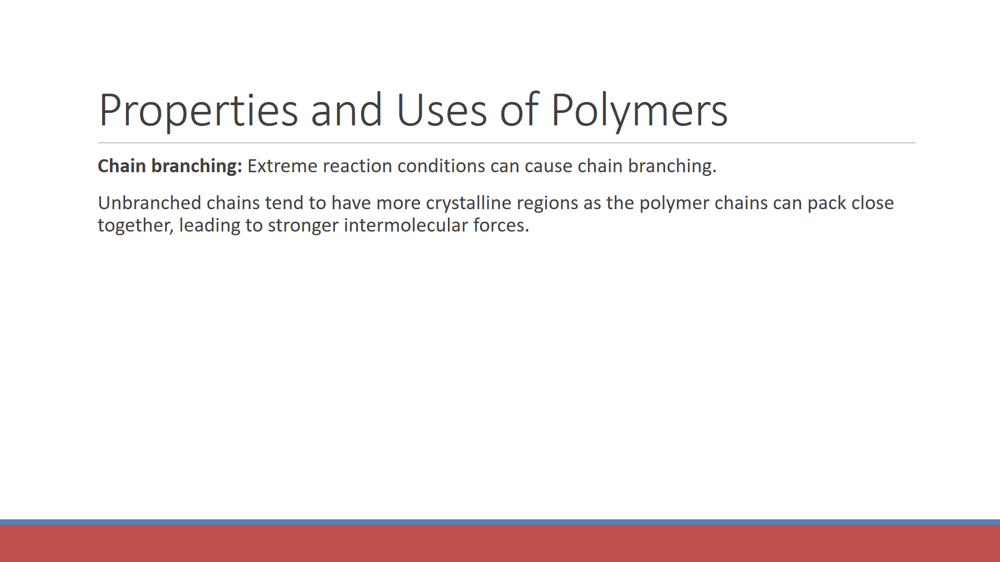 Properties and Uses of Polymers
Chain branching: Extreme reaction conditions can cause chain branching.
Unbranched chains tend to have more crystalline regions as the polymer chains can pack close
together, leading to stronger intermolecular forces.